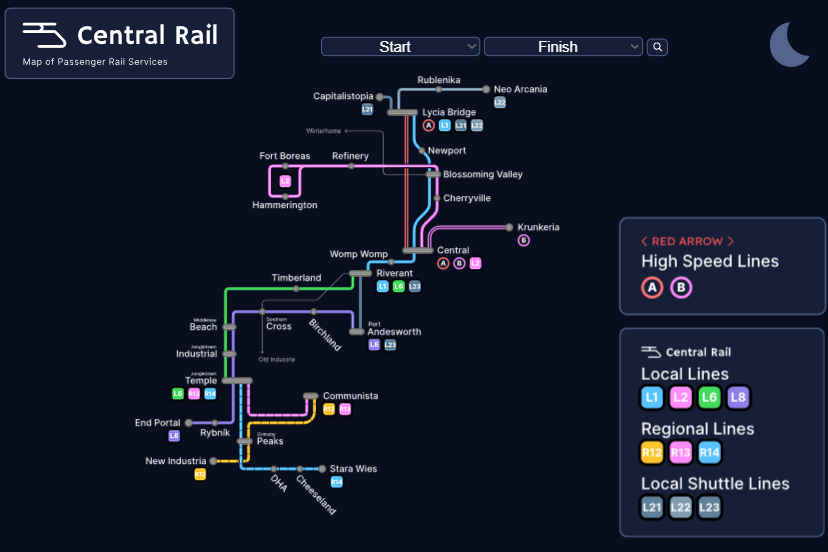 Central Rail
Map of Passenger Rail Services
Start
Finish
Rublenika
Capitalistopia
Neo Arcania
L21
L22
Lycia Bridge
A L1 L21 L22
Winterhome
Newport
Fort Boreas
Refinery
Blossoming Valley
L2
Cherryville
Hammerington
Krunkeria
B
Womp Womp
Central
A B L2
Riverant
L1 L6 L23
Timberland
Middlesay
Beach
Southern
Cross
Birchland
Port
Andesworth
L8 L23
Jungletown
Industrial
Old Industria
Jungletown
Temple
L6 R13 R14
Communista
R12 R13
End Portal
L8
Rybnik
Grimsby
Peaks
New Industria
R12
DHA
Cheeseland
Stara Wies
R14
< RED ARROW >
High Speed Lines
A B
Central Rail
Local Lines
L1 L2 L6 L8
Regional Lines
R12 R13 R14
Local Shuttle Lines
L21 L22 L23